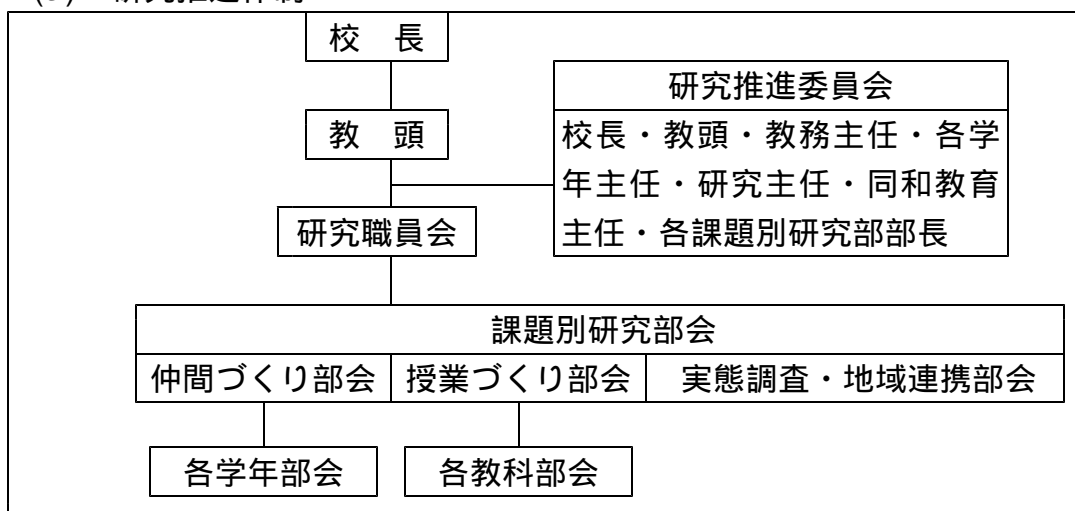 校　長
教　頭
研究推進委員会
校長・教頭・教務主任・各学
年主任・研究主任・同和教育
主任・各課題別研究部部長
研究職員会
課題別研究部会
仲間づくり部会　授業づくり部会　実態調査・地域連携部会
各学年部会　各教科部会